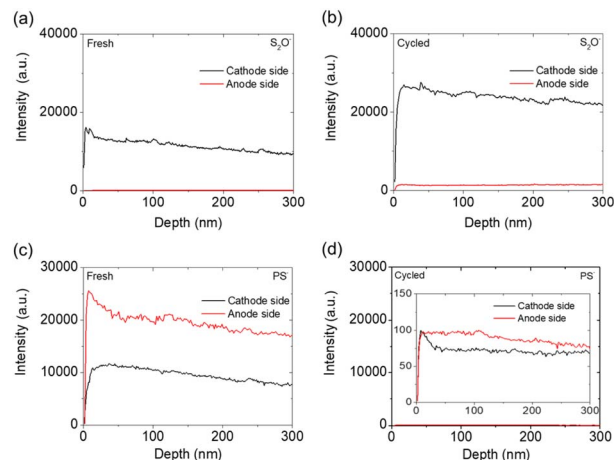 (a)
Fresh S₂O⁻
Cathode side
Anode side
Intensity (a.u.)
40000
20000
0
0 100 200 300
Depth (nm)
(b)
Cycled S₂O⁻
Cathode side
Anode side
Intensity (a.u.)
40000
20000
0
0 100 200 300
Depth (nm)
(c)
Fresh PS⁻
Cathode side
Anode side
Intensity (a.u.)
30000
20000
10000
0
0 100 200 300
Depth (nm)
(d)
Cycled PS⁻
Cathode side
Anode side
150
100
50
0
0 100 200 300
Intensity (a.u.)
30000
20000
10000
0
0 100 200 300
Depth (nm)